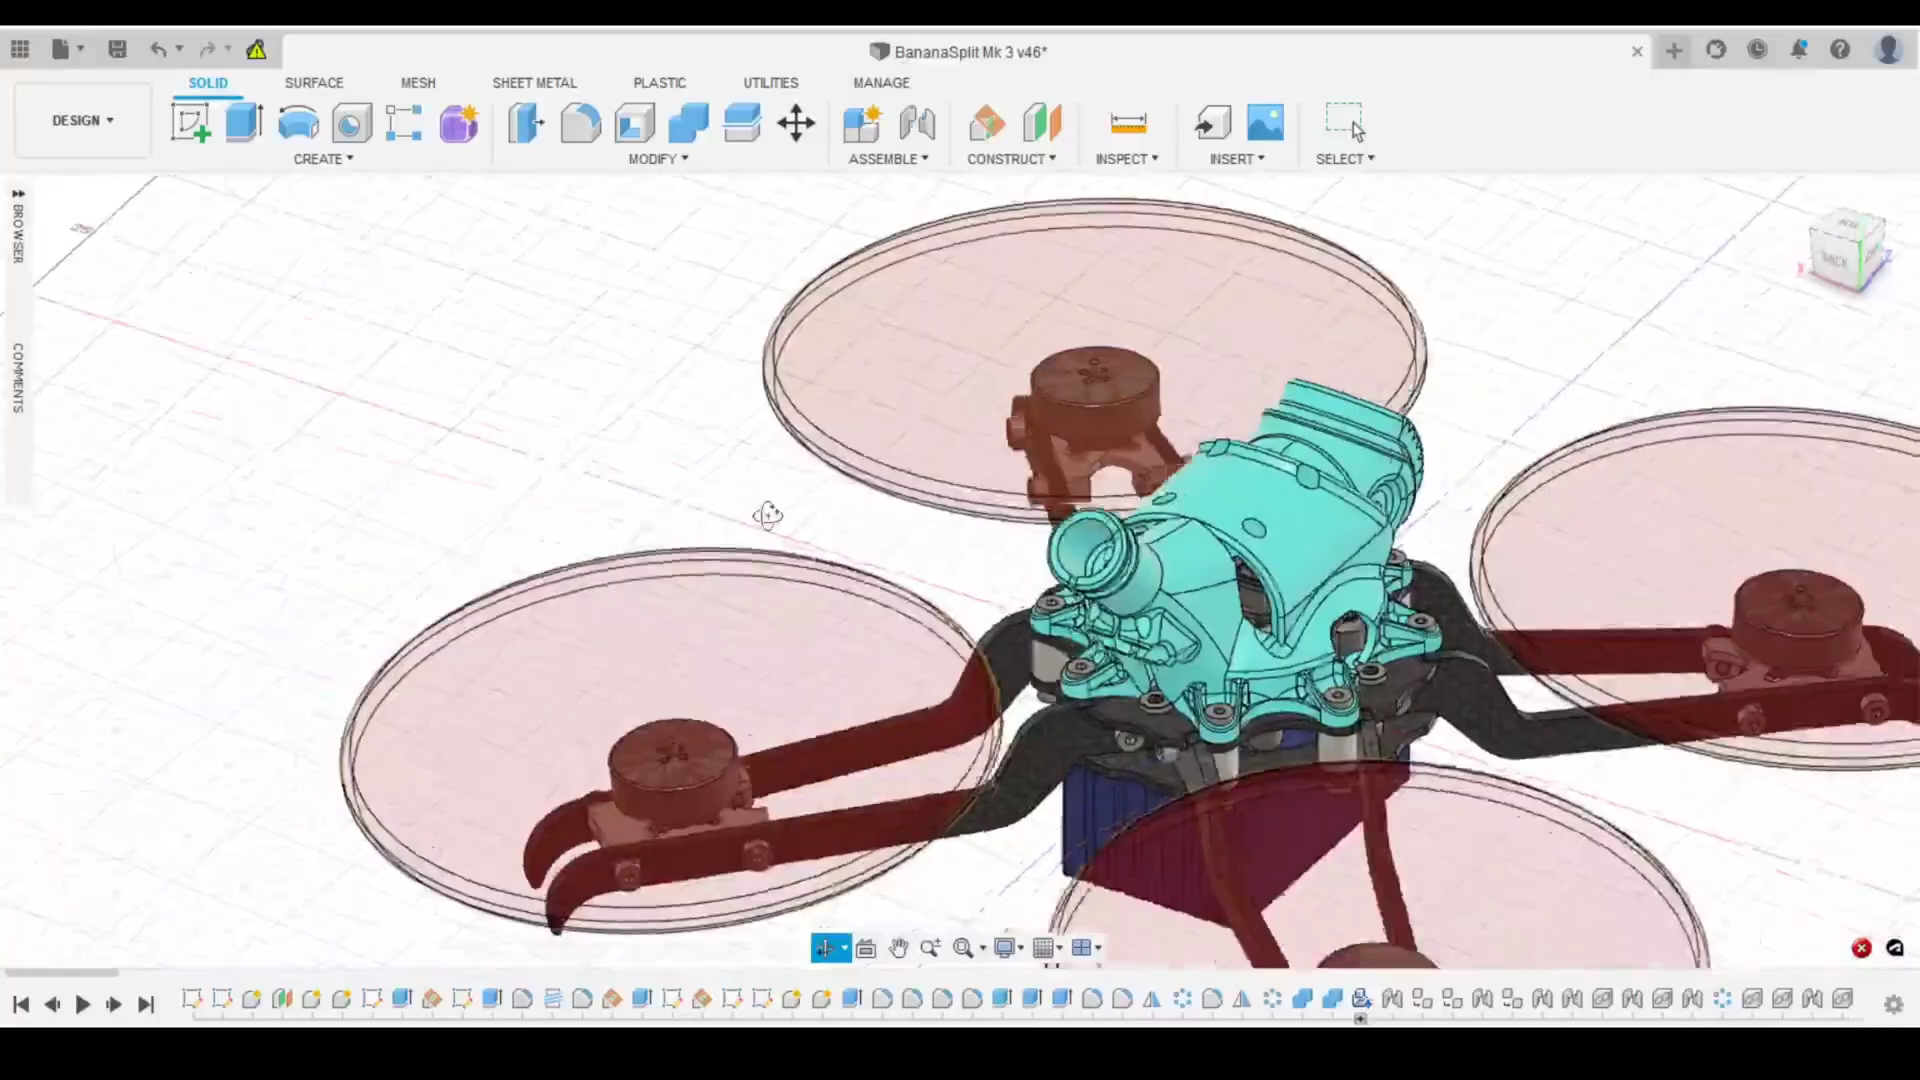 BananaSplit Mk 3 v46*
SOLID SURFACE MESH SHEET METAL PLASTIC UTILITIES MANAGE
DESIGN
CREATE MODIFY ASSEMBLE CONSTRUCT INSPECT INSERT SELECT
BROWSER
COMMENTS
BACK
X
Z